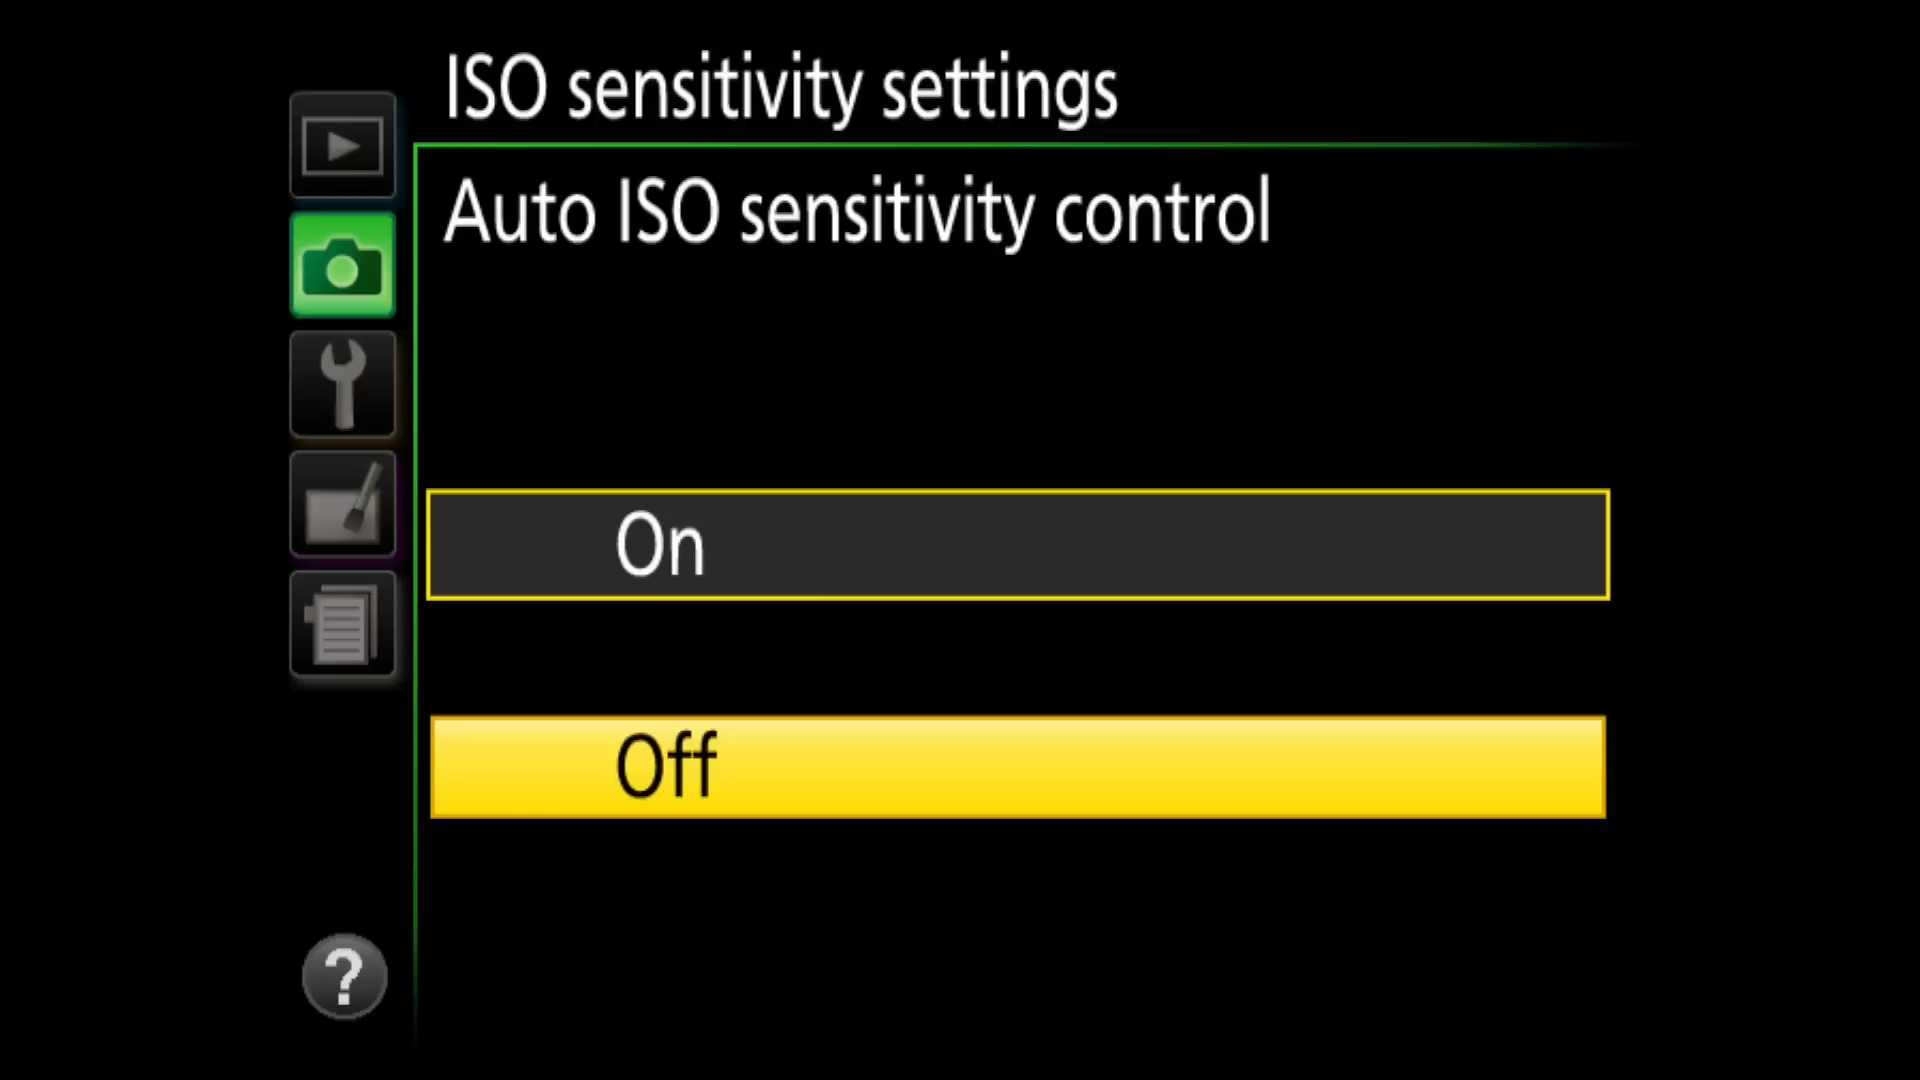 ISO sensitivity settings
Auto ISO sensitivity control
On
Off
?